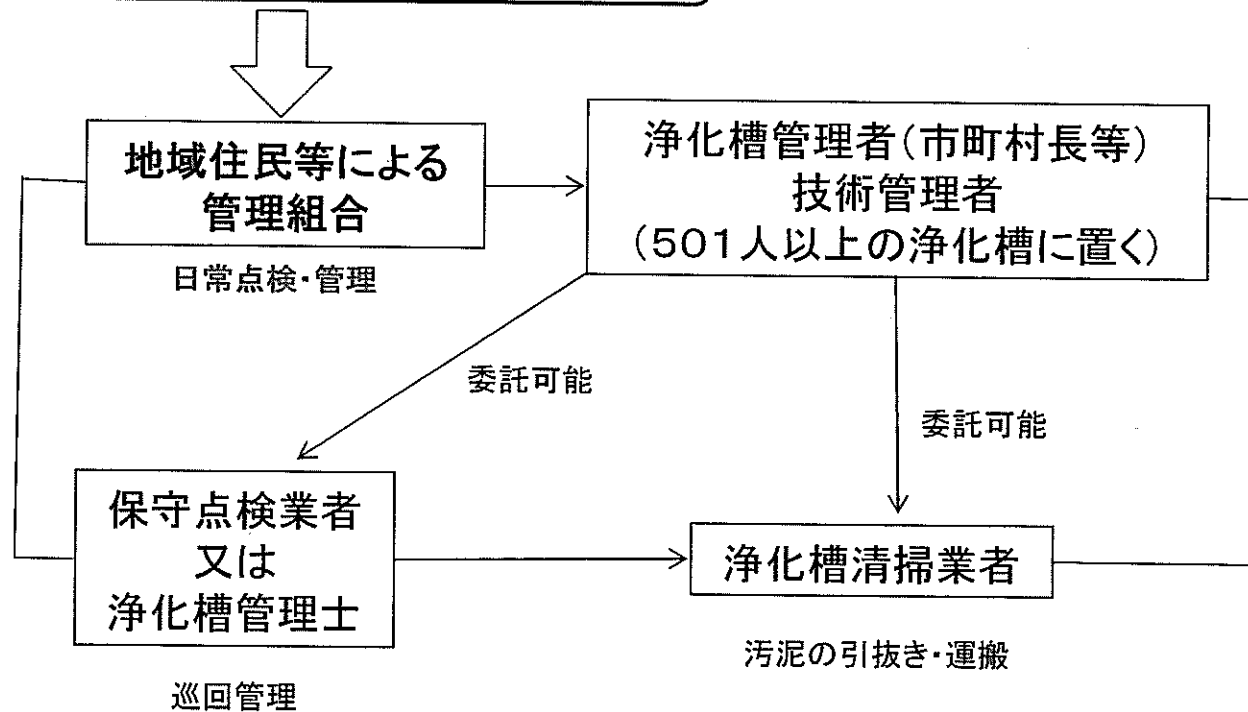 地域住民等による
管理組合
日常点検・管理
浄化槽管理者(市町村長等)
技術管理者
(501人以上の浄化槽に置く)
委託可能
委託可能
保守点検業者
又は
浄化槽管理士
巡回管理
浄化槽清掃業者
汚泥の引抜き・運搬